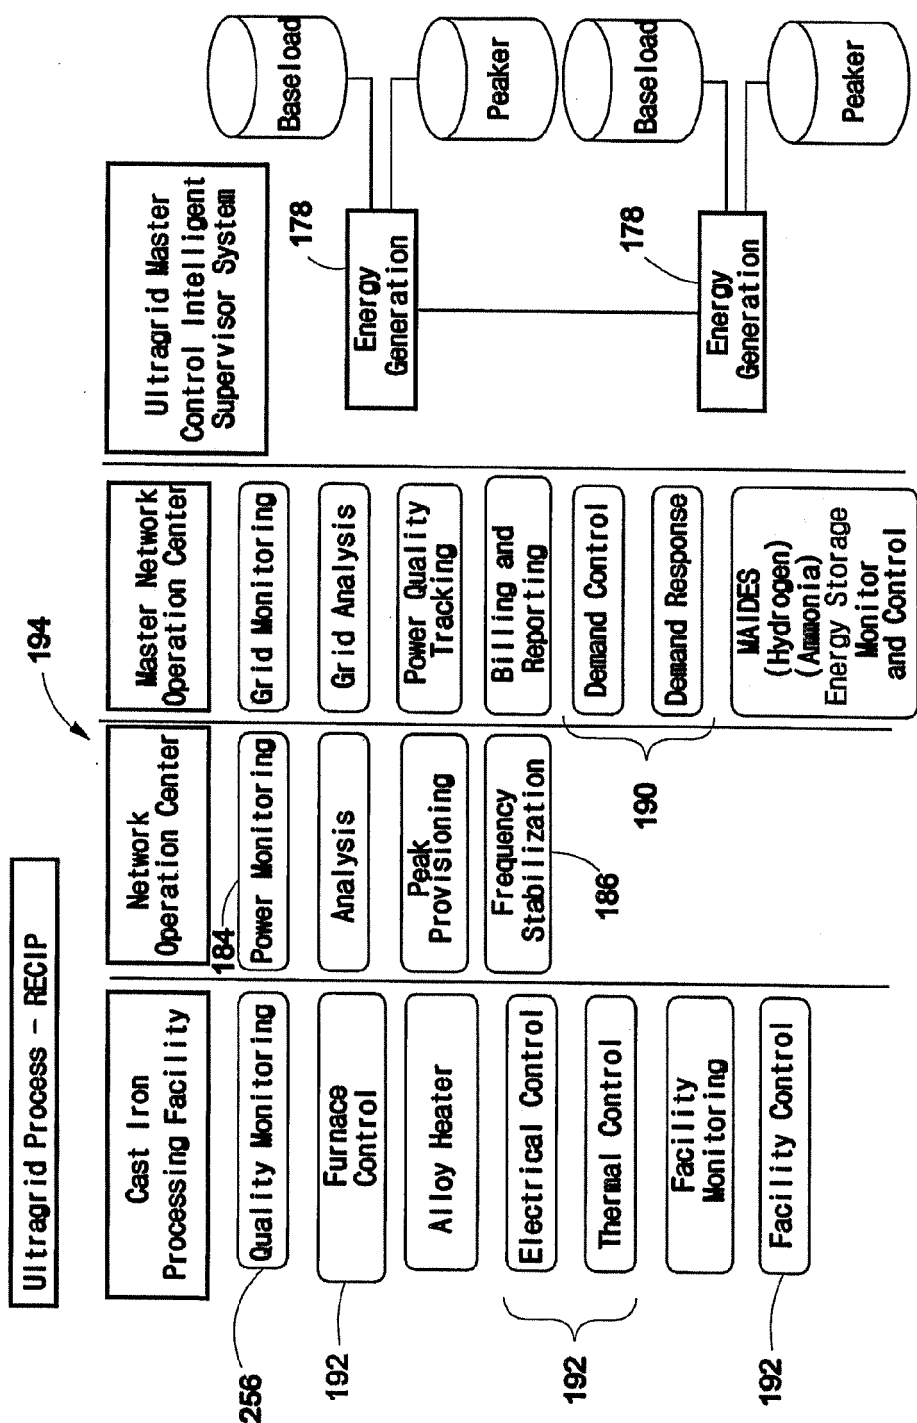 Ultragrid Process - RECIP
194
Cast Iron
Processing Facility
256
Quality Monitoring
192
Furnace
Control
Alloy Heater
192
Electrical Control
Thermal Control
Facility
Monitoring
192
Facility Control
Network
Operation Center
184
Power Monitoring
Analysis
Peak
Provisioning
Frequency
Stabilization
186
Master Network
Operation Center
Grid Monitoring
Grid Analysis
Power Quality
Tracking
Billing and
Reporting
Demand Control
Demand Response
190
MAIDES
(Hydrogen)
(Ammonia)
Energy Storage
Monitor
and Control
Ultragrid Master
Control Intelligent
Supervisor System
178
Energy
Generation
Baseload
Peaker
178
Energy
Generation
Baseload
Peaker